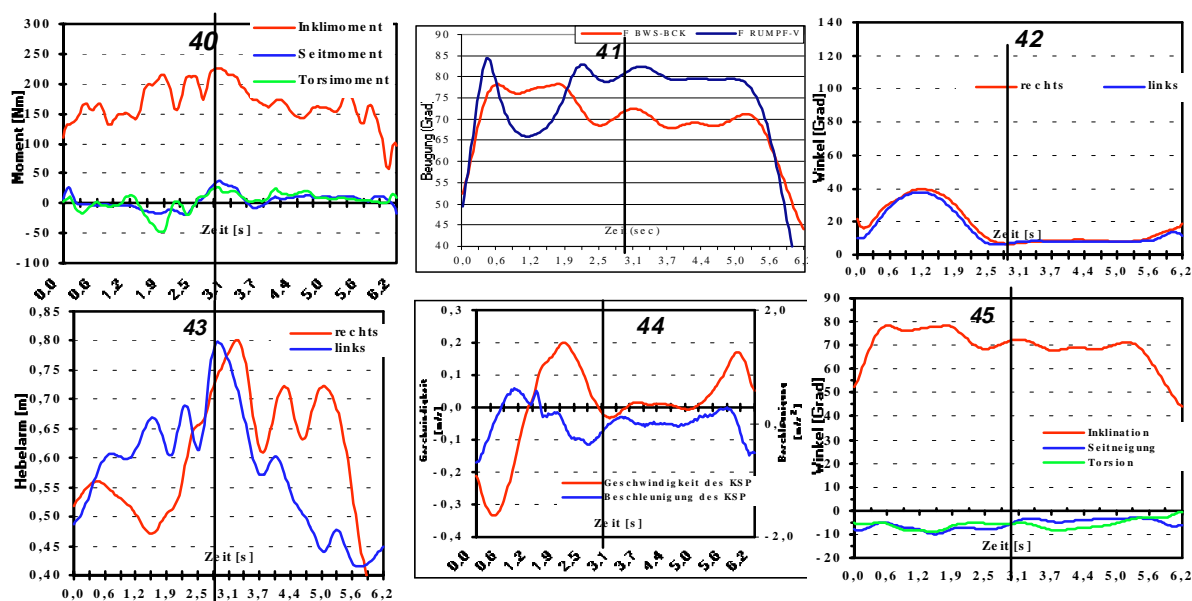 40
Inklimoment
Seitmoment
Torsimoment
Moment [Nm]
300
250
200
150
100
50
0
-50
-100
Zeit [s]
0,0 0,6 1,2 1,9 2,5 3,1 3,7 4,4 5,0 5,6 6,2
41
F BWS-BCK F RUMPF-V
Beugung (Grad)
90
85
80
75
70
65
60
55
50
45
40
Zeit (sec)
0,0 0,6 1,2 1,9 2,5 3,1 3,7 4,4 5,0 5,6 6,2
42
rechts links
Winkel [Grad]
140
120
100
80
60
40
20
0
Zeit [s]
0,0 0,6 1,2 1,9 2,5 3,1 3,7 4,4 5,0 5,6 6,2
43
rechts
links
Hebelarm [m]
0,85
0,80
0,75
0,70
0,65
0,60
0,55
0,50
0,45
0,40
Zeit [s]
0,0 0,6 1,2 1,9 2,5 3,1 3,7 4,4 5,0 5,6 6,2
44
Geschwindigkeit
[m/s]
0,3
0,2
0,1
0,0
-0,1
-0,2
-0,3
-0,4
2,0
0,
-2,0
Beschleunigung
[m/s²]
Geschwindigkeit des KSP
Beschleunigung des KSP
Zeit [s]
0,0 0,6 1,2 1,9 2,5 3,1 3,7 4,4 5,0 5,6 6,2
45
Winkel [Grad]
90
80
70
60
50
40
30
20
10
0
-10
-20
Inklination
Seitneigung
Torsion
Zeit [s]
0,0 0,6 1,2 1,9 2,5 3,1 3,7 4,4 5,0 5,6 6,2